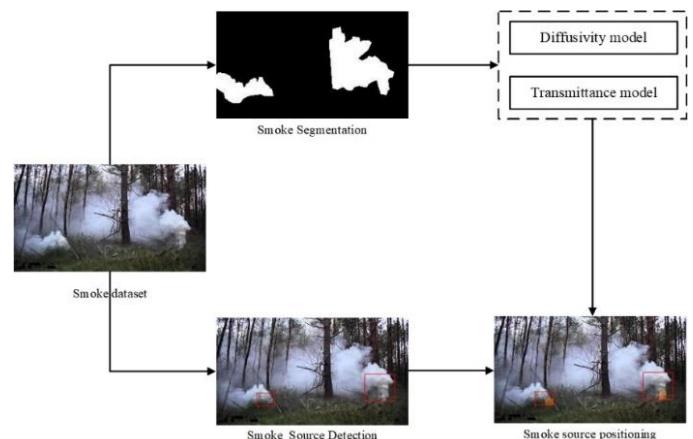 Diffusivity model
Transmittance model
Smoke Segmentation
Smoke dataset
Smoke Source Detection
Smoke source positioning